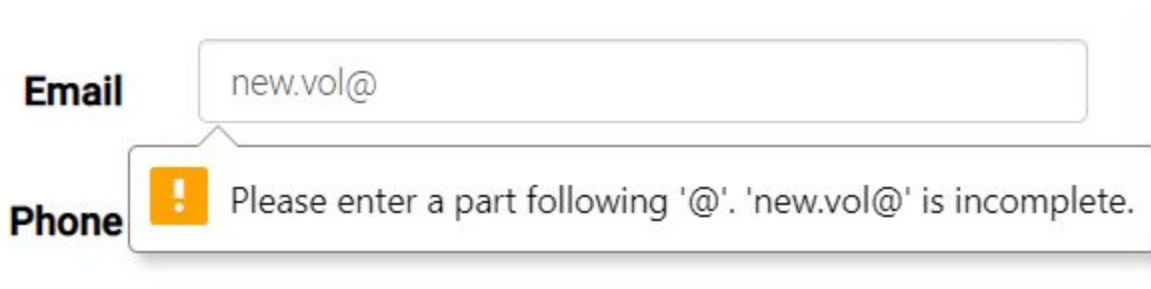 Email
new.vol@
Please enter a part following '@'. 'new.vol@' is incomplete.
Phone